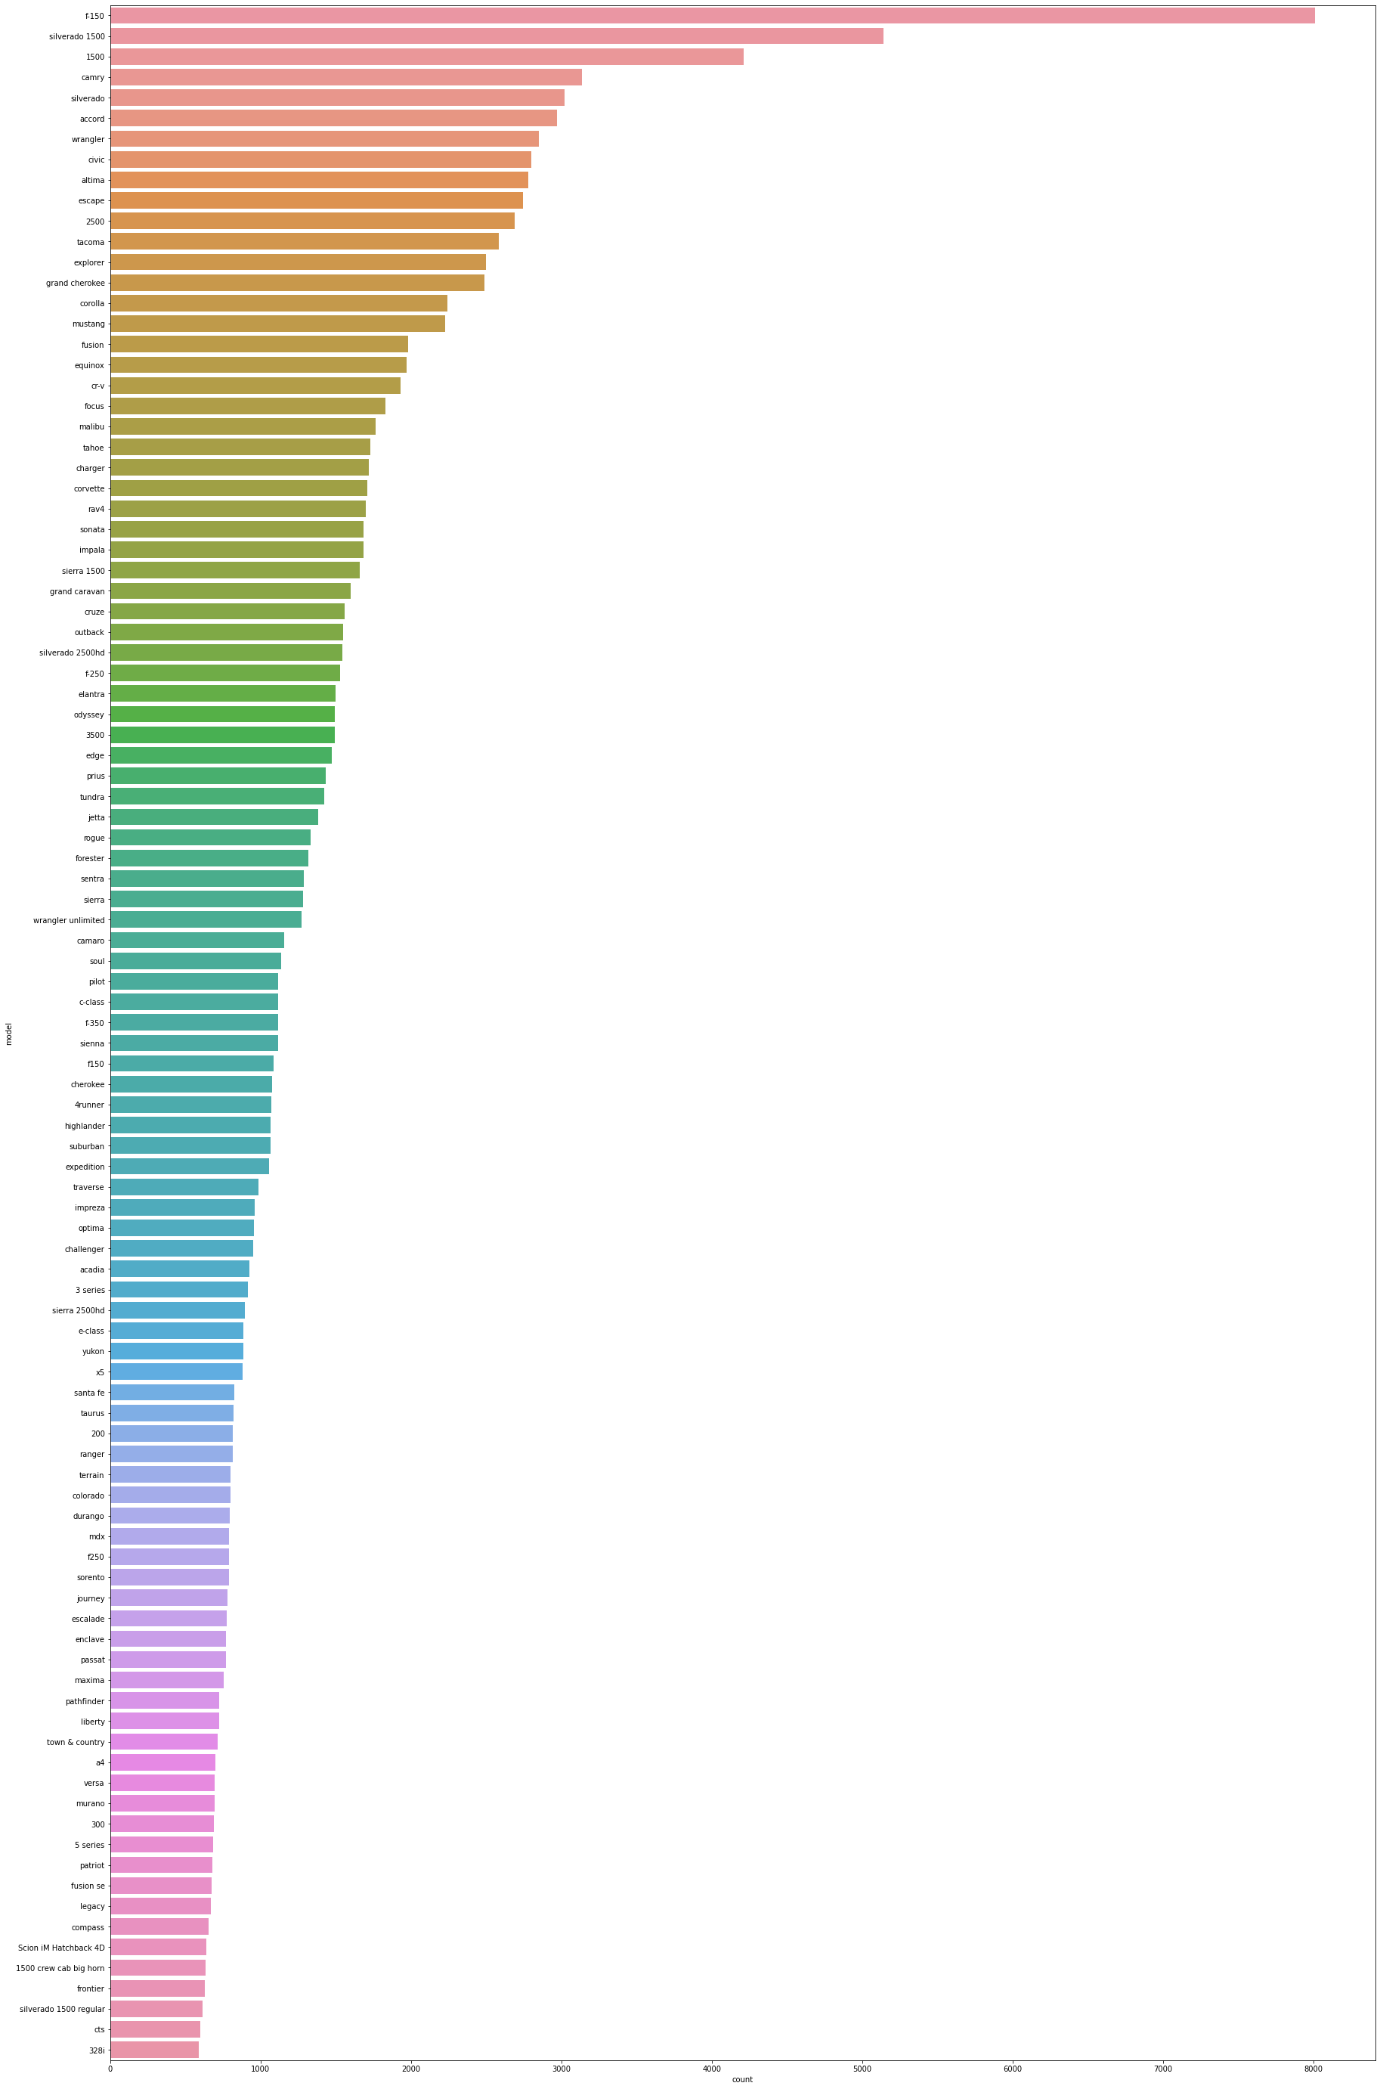 f-150
silverado 1500
1500
camry
silverado
accord
wrangler
civic
altima
escape
2500
tacoma
explorer
grand cherokee
corolla
mustang
fusion
equinox
cr-v
focus
malibu
tahoe
charger
corvette
rav4
sonata
impala
sierra 1500
grand caravan
cruze
outback
silverado 2500hd
f-250
elantra
odyssey
3500
edge
prius
tundra
jetta
rogue
forester
sentra
sierra
wrangler unlimited
camaro
soul
pilot
c-class
f-350
sienna
f150
cherokee
4runner
highlander
suburban
expedition
traverse
impreza
optima
challenger
acadia
3 series
sierra 2500hd
e-class
yukon
x5
santa fe
taurus
200
ranger
terrain
colorado
durango
mdx
f250
sorento
journey
escalade
enclave
passat
maxima
pathfinder
liberty
town & country
a4
versa
murano
300
5 series
patriot
fusion se
legacy
compass
Scion iM Hatchback 4D
1500 crew cab big horn
frontier
silverado 1500 regular
cts
328i
model
0 1000 2000 3000 4000 5000 6000 7000 8000
count